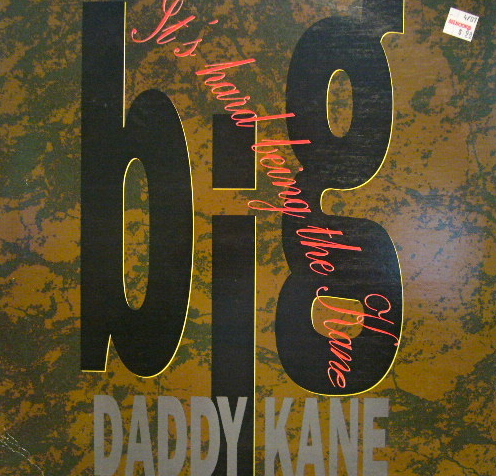 It's hard being the Kane
big
DADDY KANE